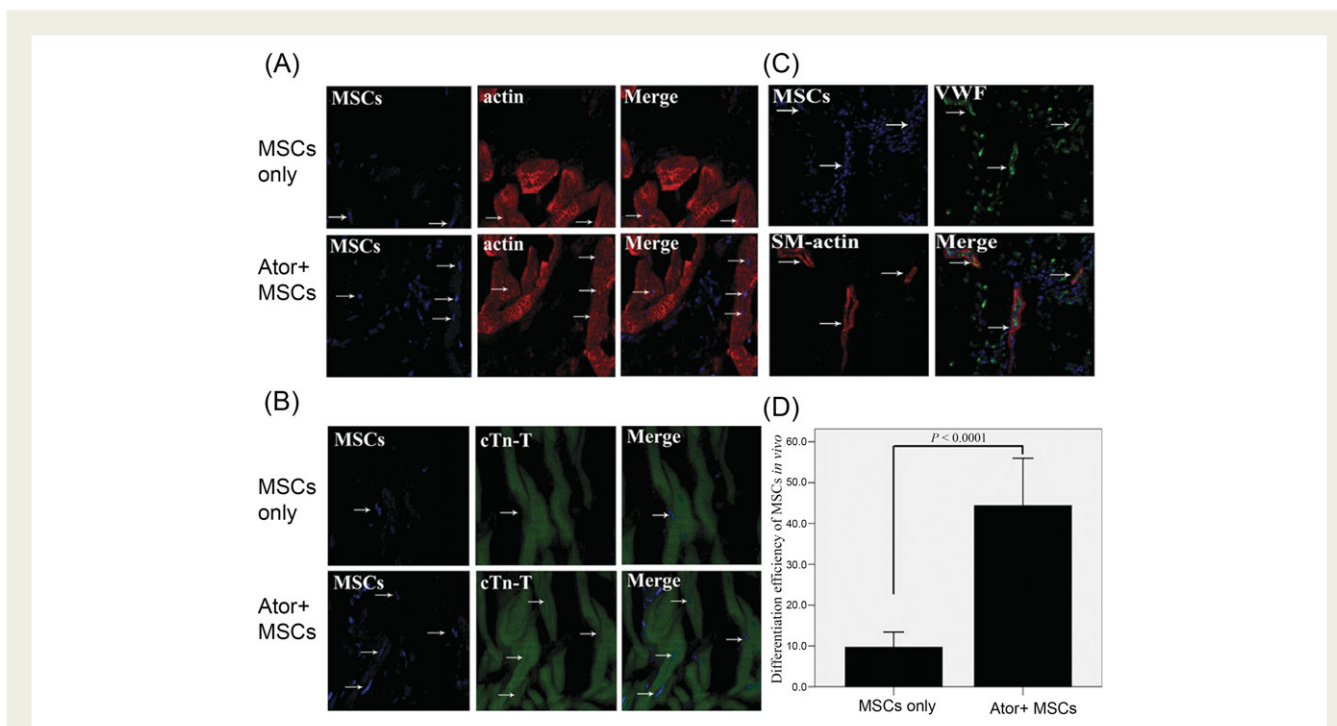 (A)
MSCs only
MSCs
actin
Merge
Ator+ MSCs
MSCs
actin
Merge
(B)
MSCs only
MSCs
cTn-T
Merge
Ator+ MSCs
MSCs
cTn-T
Merge
(C)
MSCs
VWF
SM-actin
Merge
(D)
Differentiation efficiency of MSCs in vivo
60.0
50.0
40.0
30.0
20.0
10.0
0.0
P < 0.0001
MSCs only
Ator+ MSCs